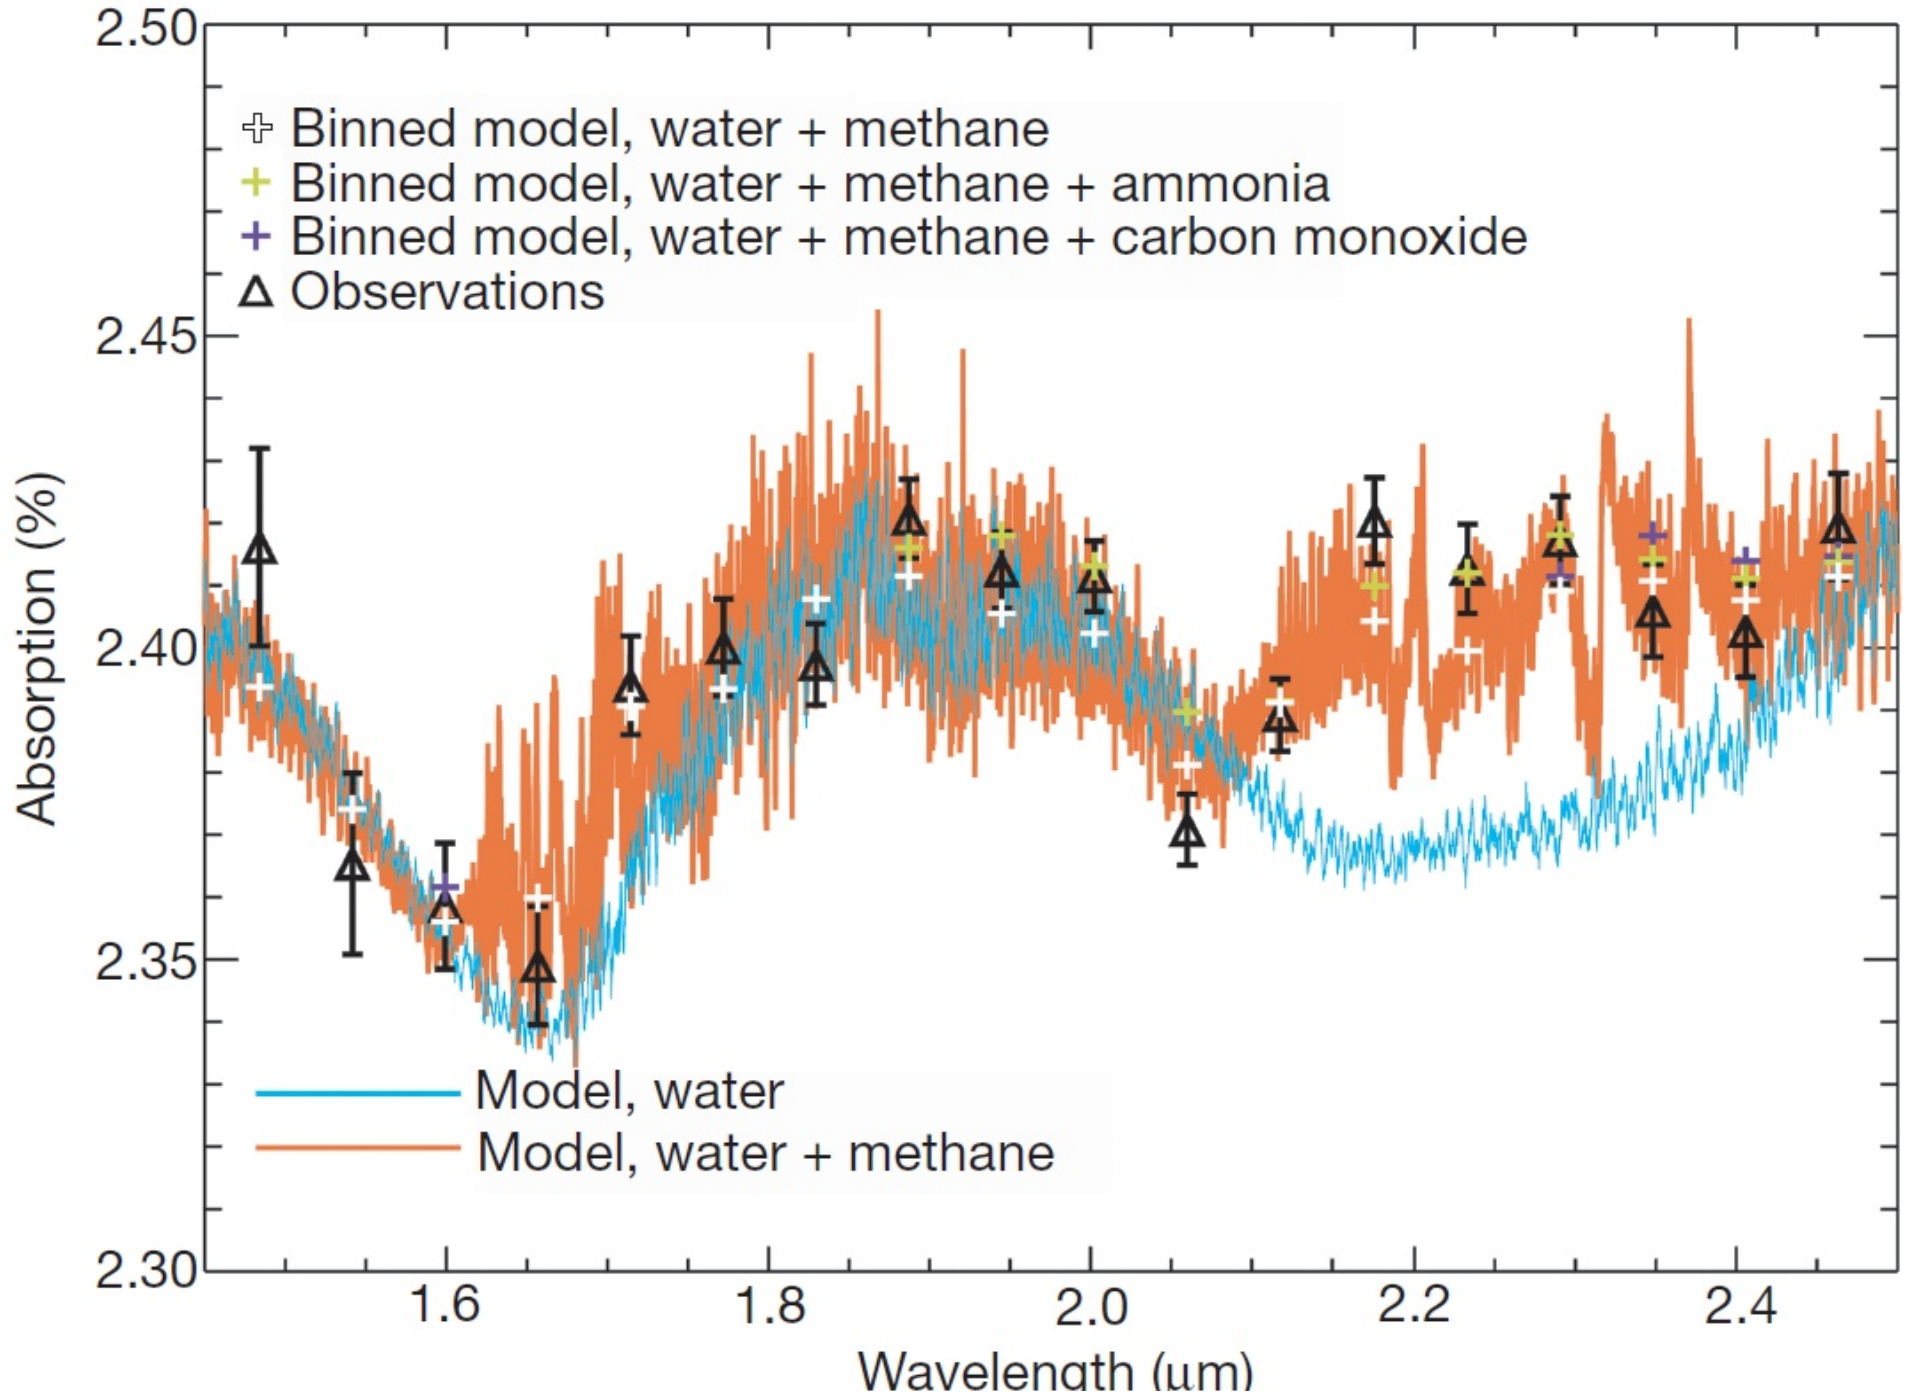 2.50
Binned model, water + methane
Binned model, water + methane + ammonia
Binned model, water + methane + carbon monoxide
Observations
2.45
2.40
2.35
2.30
Absorption (%)
Model, water
Model, water + methane
1.6 1.8 2.0 2.2 2.4
Wavelength (μm)